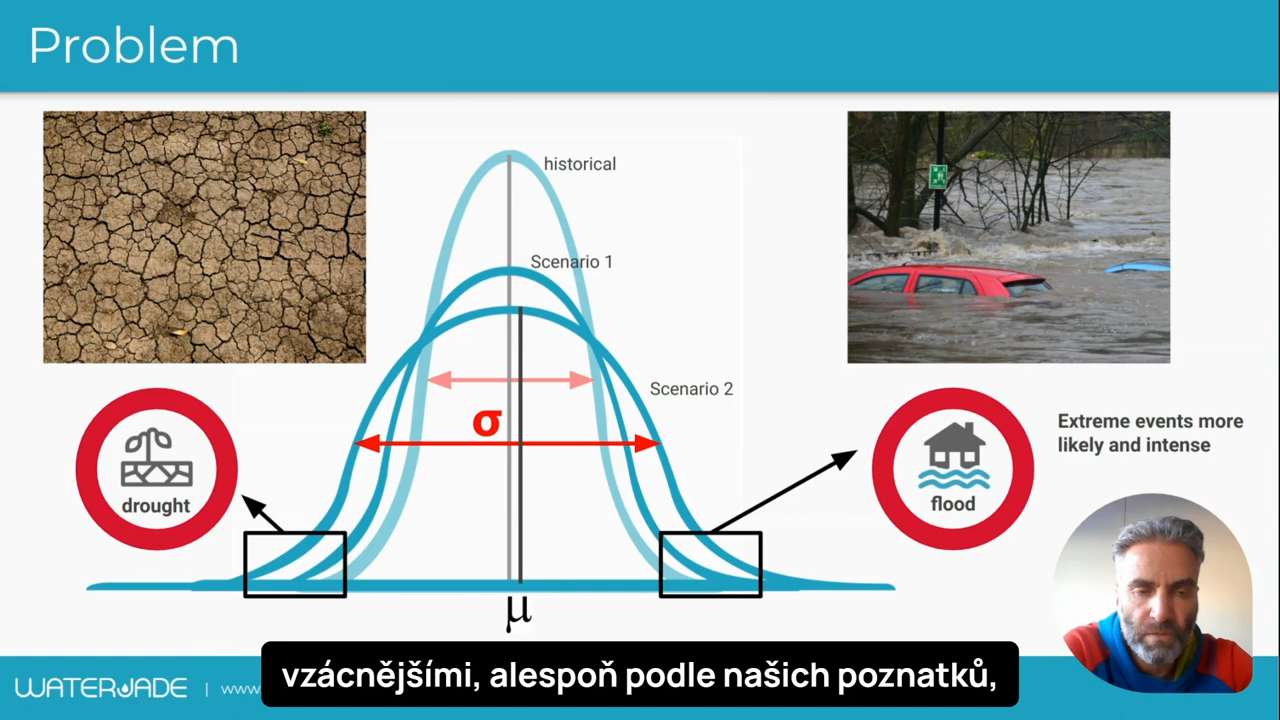 Problem
historical
Scenario 1
Scenario 2
σ
drought
flood
Extreme events more
likely and intense
μ
vzácnějšími, alespoň podle našich poznatků,
WATERJADE | www